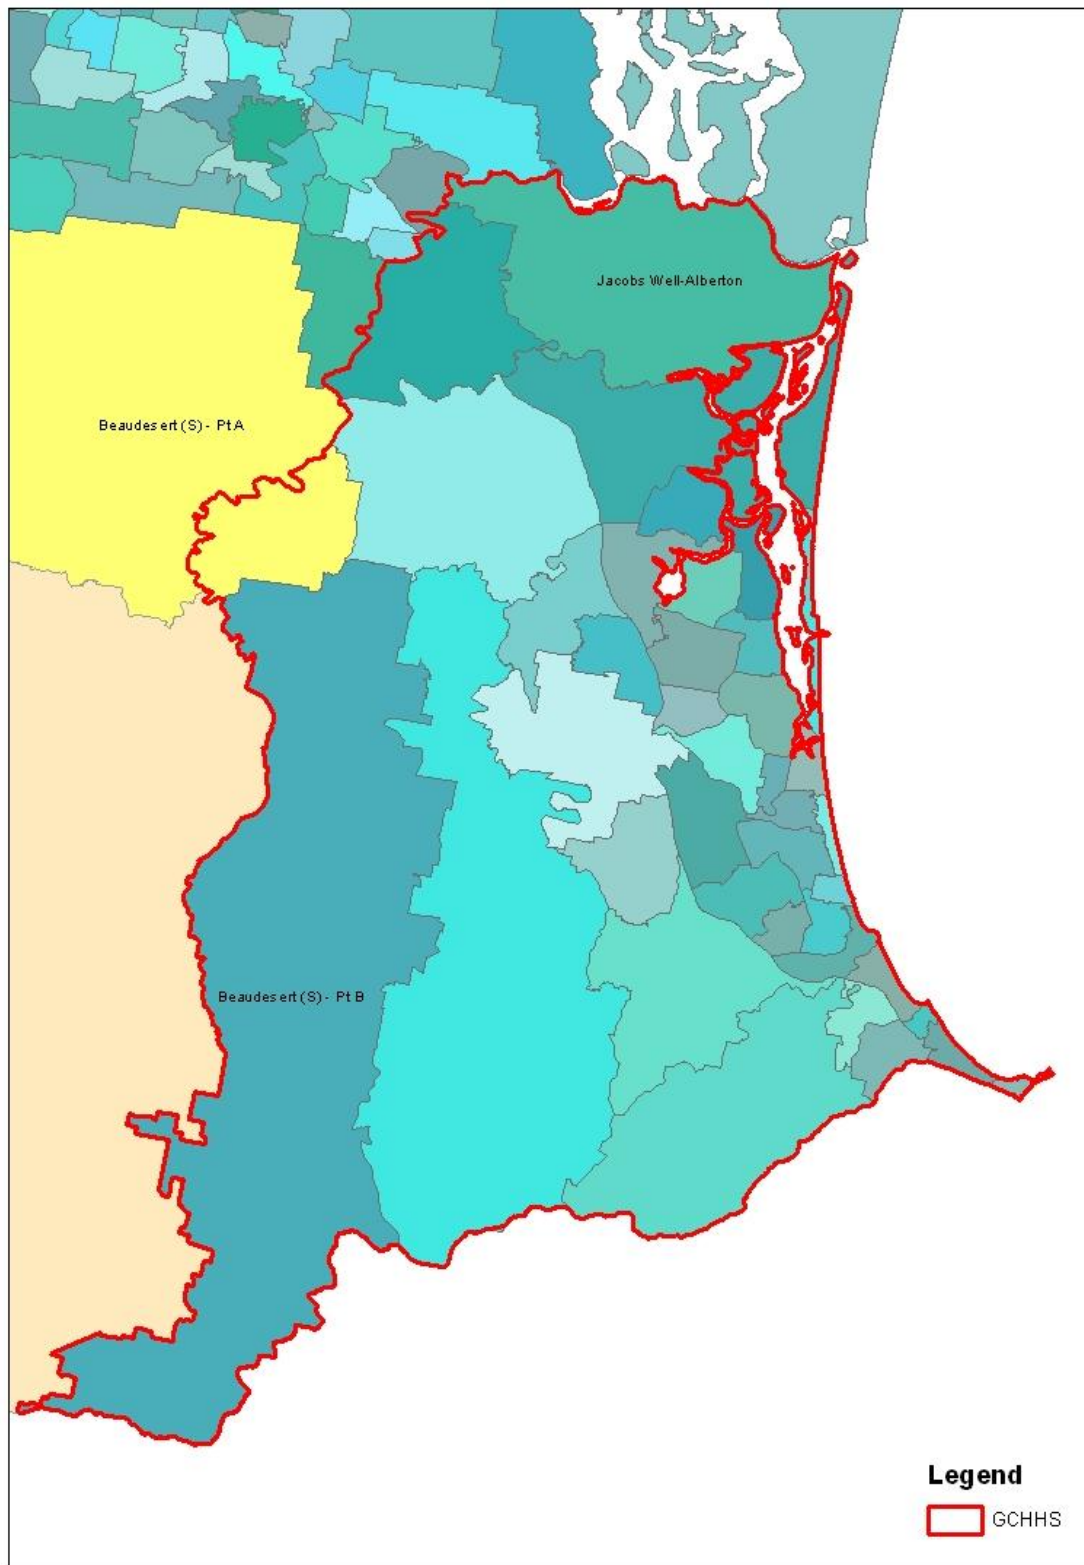 Jacobs Well-Alberton
Beaudesert (S) - Pt A
Beaudesert (S) - Pt B
Legend
GCHHS